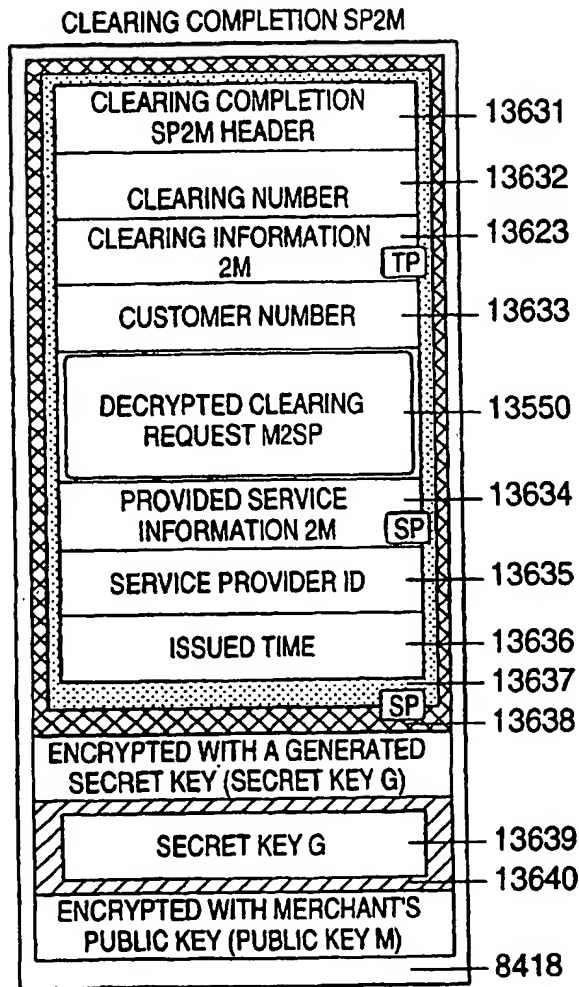 CLEARING COMPLETION SP2M
CLEARING COMPLETION
SP2M HEADER
13631
13632
CLEARING NUMBER
CLEARING INFORMATION
2M
13623
TP
CUSTOMER NUMBER
13633
DECRYPTED CLEARING
REQUEST M2SP
13550
PROVIDED SERVICE
INFORMATION 2M
13634
SP
SERVICE PROVIDER ID
13635
ISSUED TIME
13636
13637
SP
13638
ENCRYPTED WITH A GENERATED
SECRET KEY (SECRET KEY G)
SECRET KEY G
13639
13640
ENCRYPTED WITH MERCHANT'S
PUBLIC KEY (PUBLIC KEY M)
8418